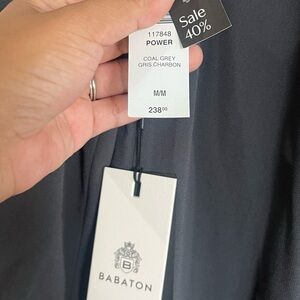 Sale
40%
117848
POWER
COAL GREY
GRIS CHARBON
M/M
238.00
B
BABATON